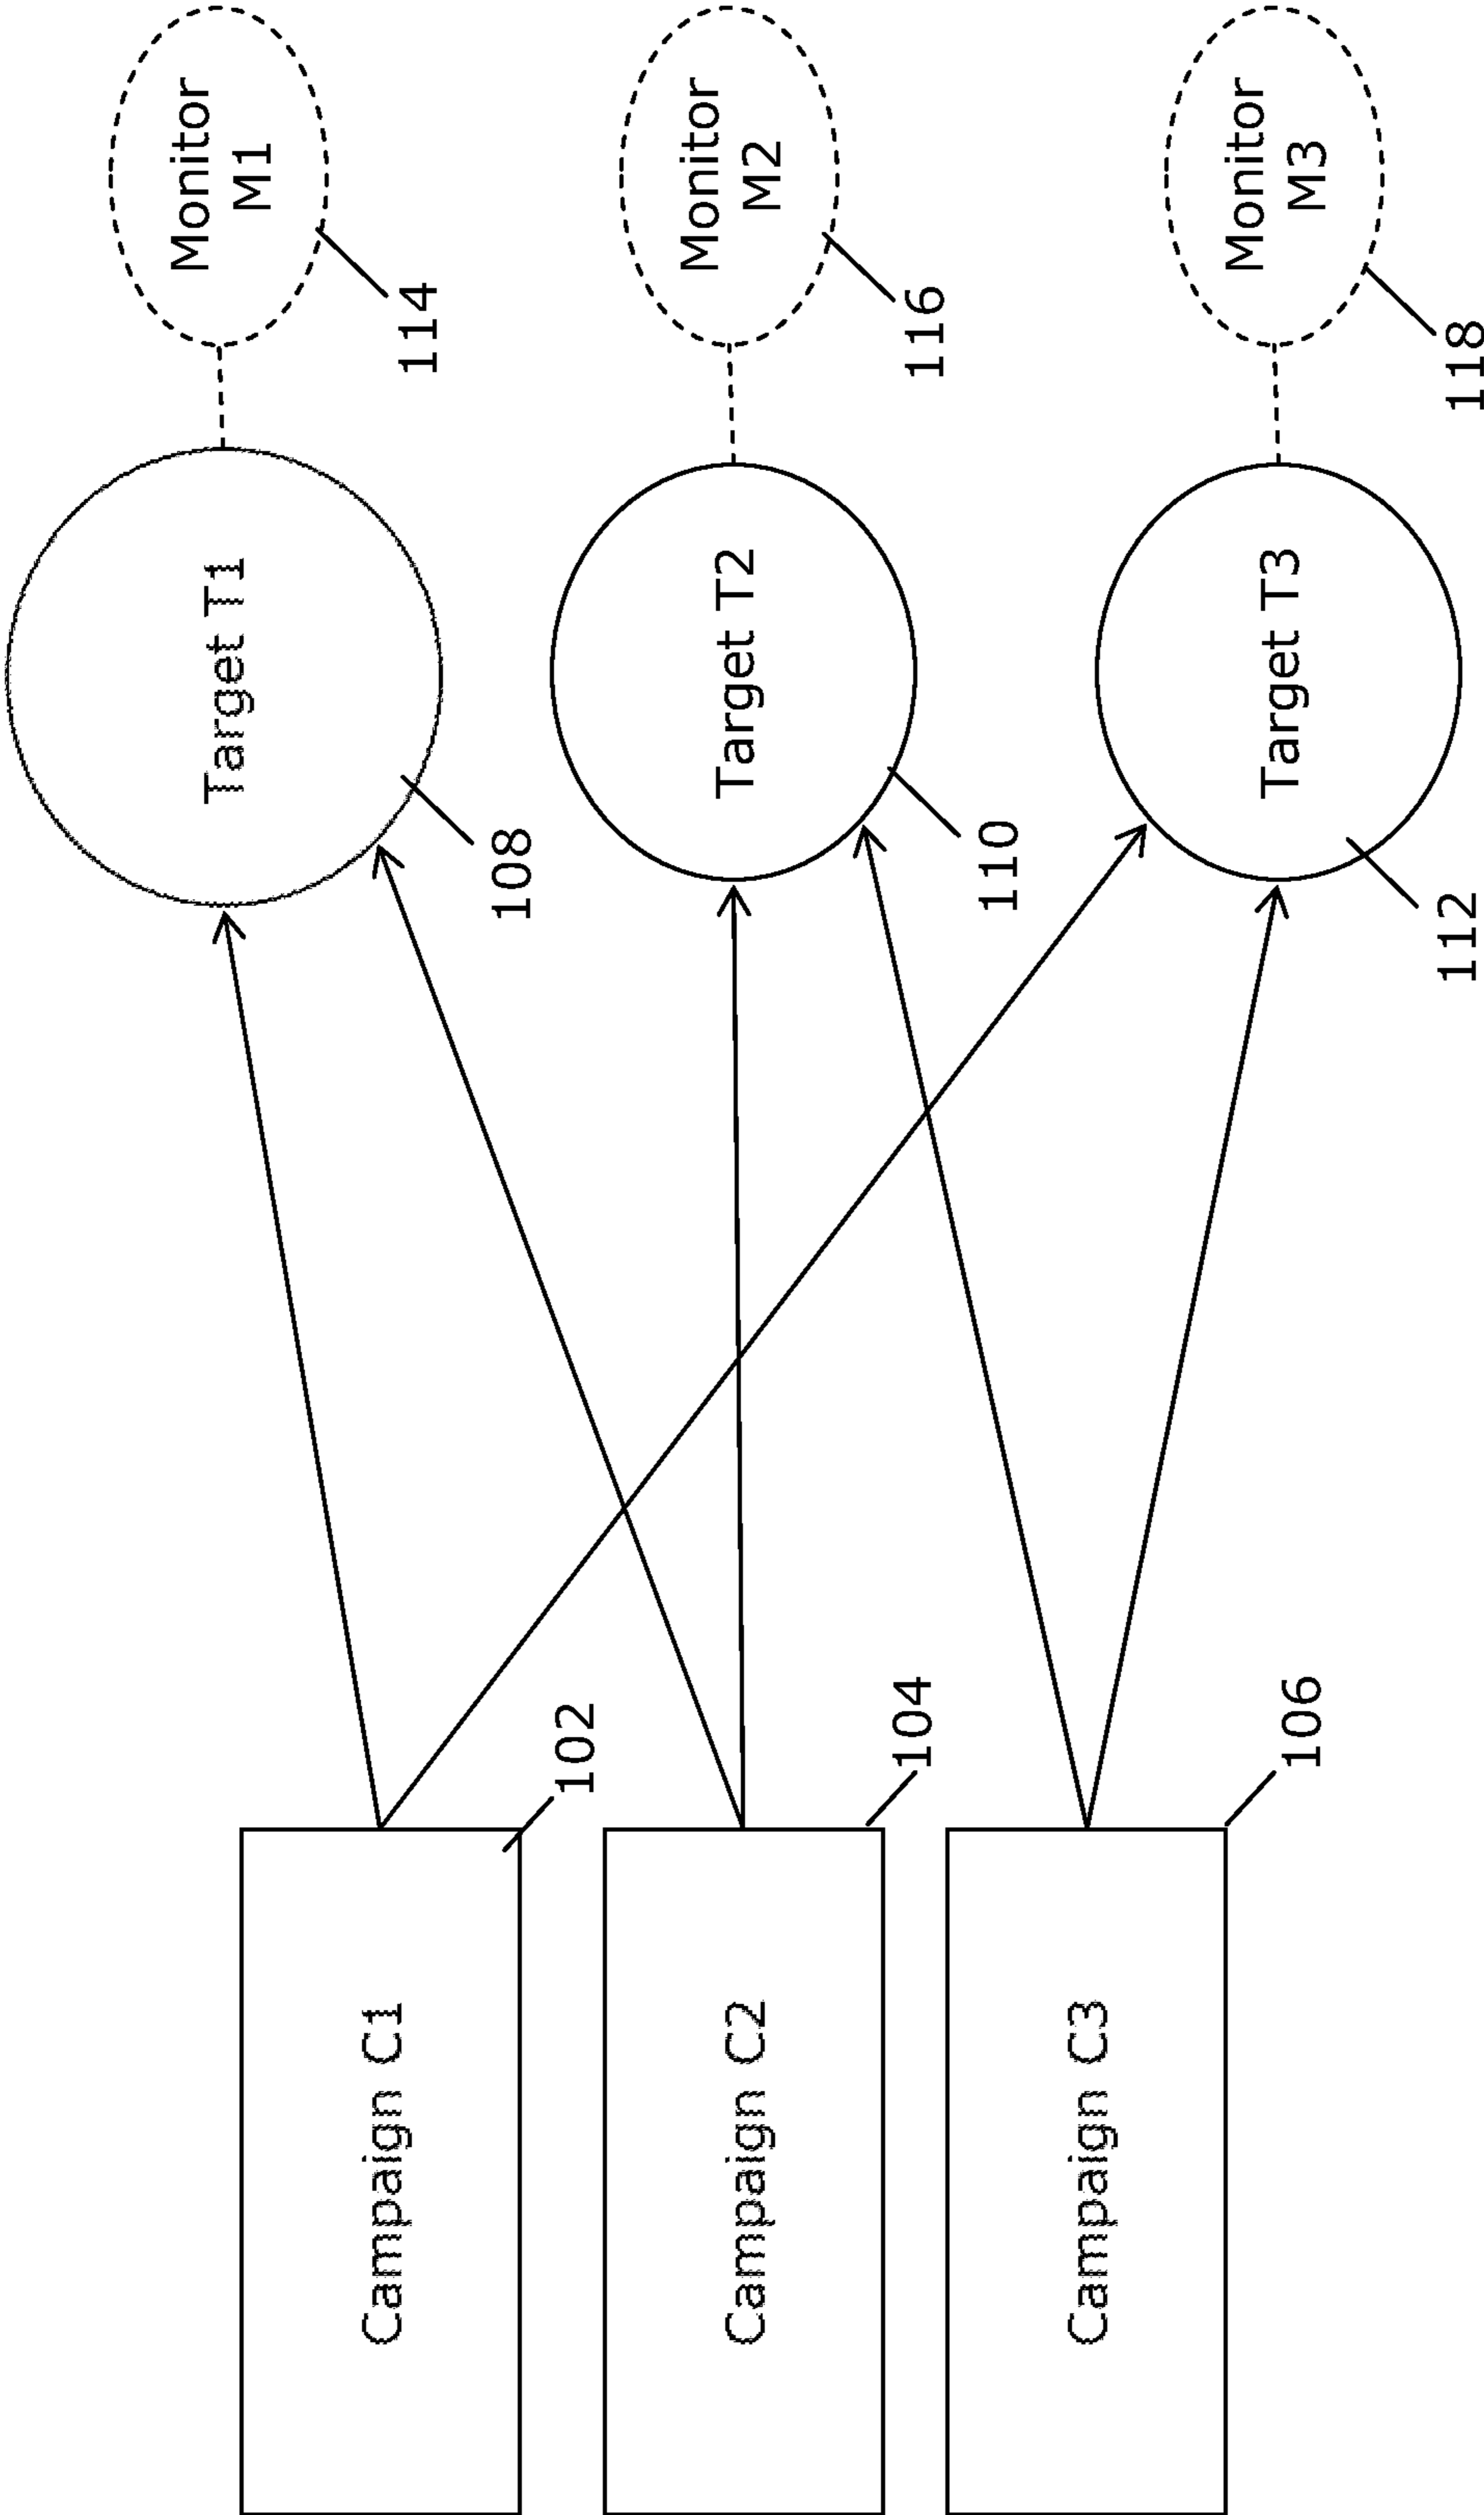 Campaign C1
102
Target T1
108
Monitor
M1
114
Campaign C2
104
Target T2
110
Monitor
M2
116
Campaign C3
106
Target T3
112
Monitor
M3
118